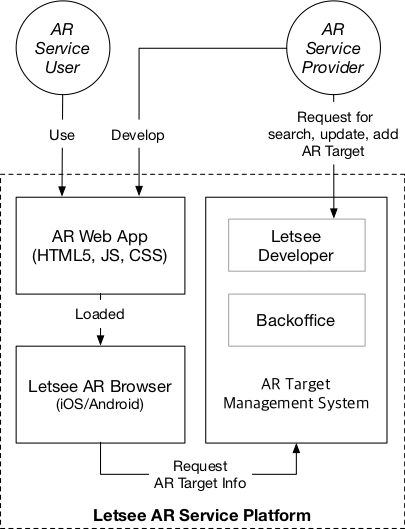 AR
Service
User
AR
Service
Provider
Use
Develop
Request for
search, update, add
AR Target
AR Web App
(HTML5, JS, CSS)
Letsee
Developer
Loaded
Backoffice
Letsee AR Browser
(iOS/Android)
AR Target
Management System
Request
AR Target Info
Letsee AR Service Platform